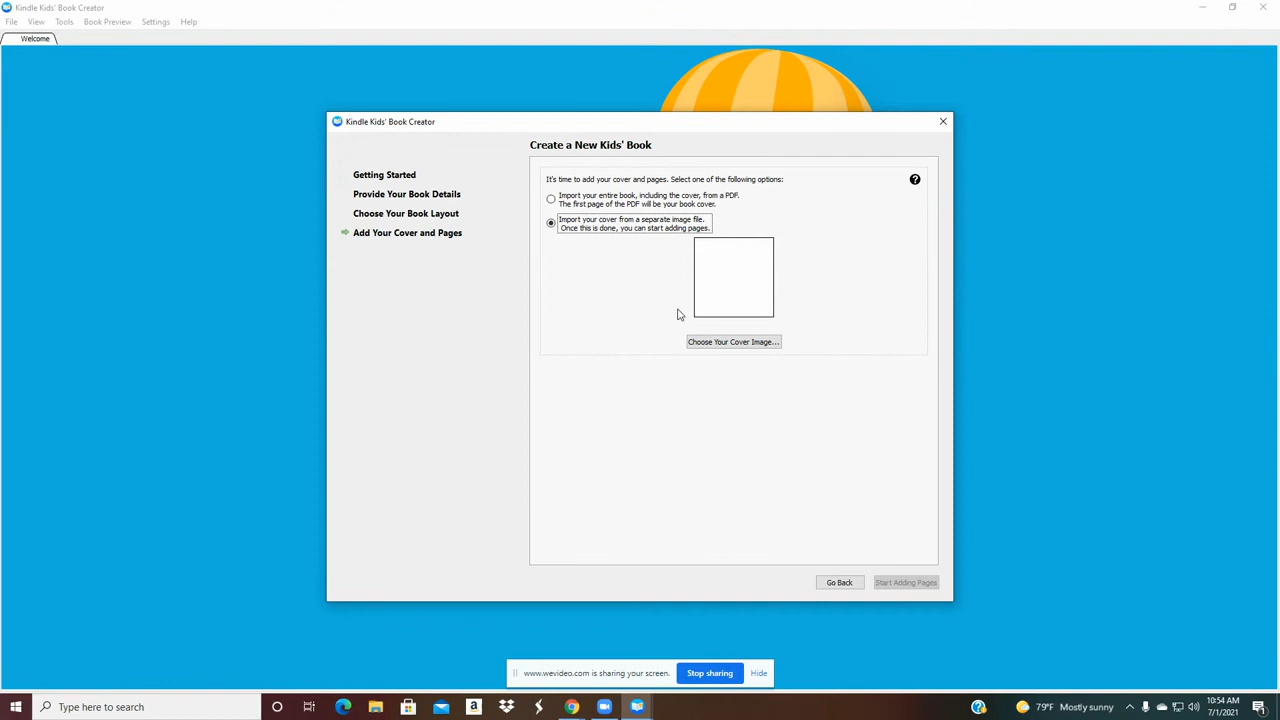 Kindle Kids' Book Creator
File View Tools Book Preview Settings Help
Welcome
Kindle Kids' Book Creator
Create a New Kids' Book
Getting Started
Provide Your Book Details
Choose Your Book Layout
Add Your Cover and Pages
It's time to add your cover and pages. Select one of the following options:
Import your entire book, including the cover, from a PDF.
The first page of the PDF will be your book cover.
Import your cover from a separate image file.
Once this is done, you can start adding pages.
Choose Your Cover Image...
Go Back Start Adding Pages
www.wevideo.com is sharing your screen. Stop sharing Hide
Type here to search
79°F Mostly sunny
10:54 AM
7/1/2021